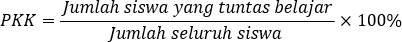 PKK = Jumlah siswa yang tuntas belajar / Jumlah seluruh siswa × 100%